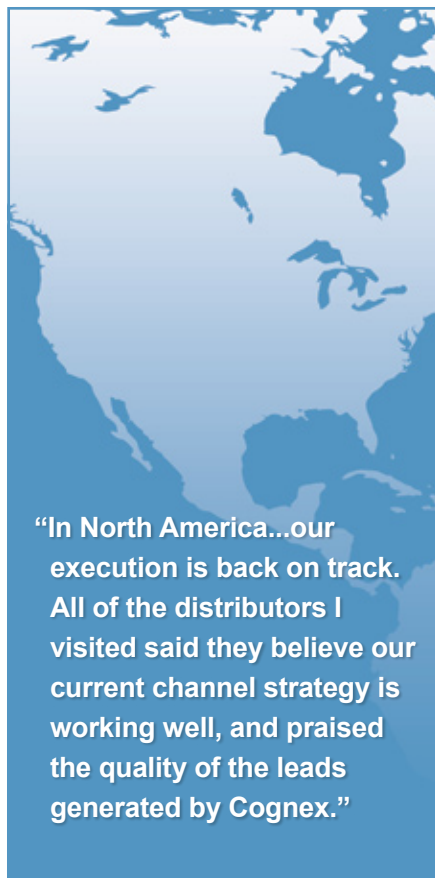 “In North America...our
execution is back on track.
All of the distributors I
visited said they believe our
current channel strategy is
working well, and praised
the quality of the leads
generated by Cognex.”